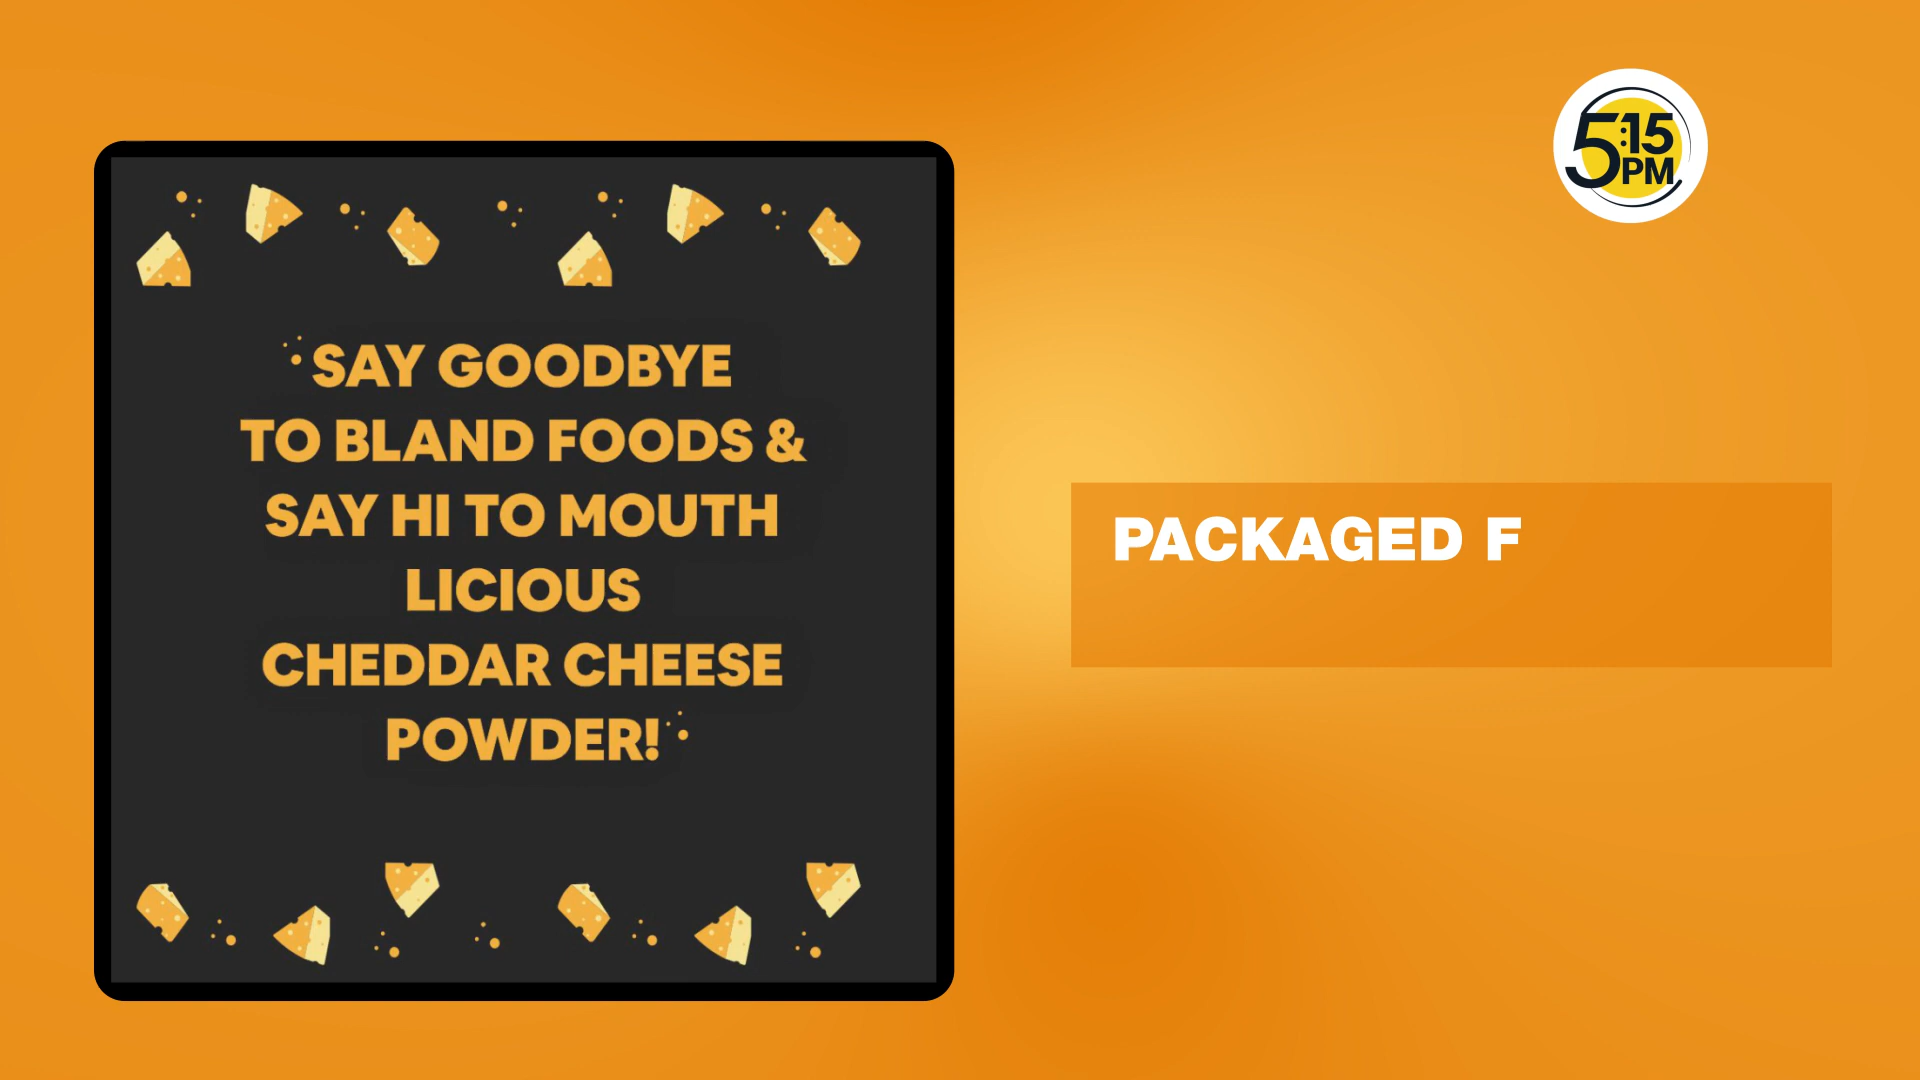 SAY GOODBYE
TO BLAND FOODS &
SAY HI TO MOUTH
LICIOUS
CHEDDAR CHEESE
POWDER!
5:15
PM
PACKAGED F